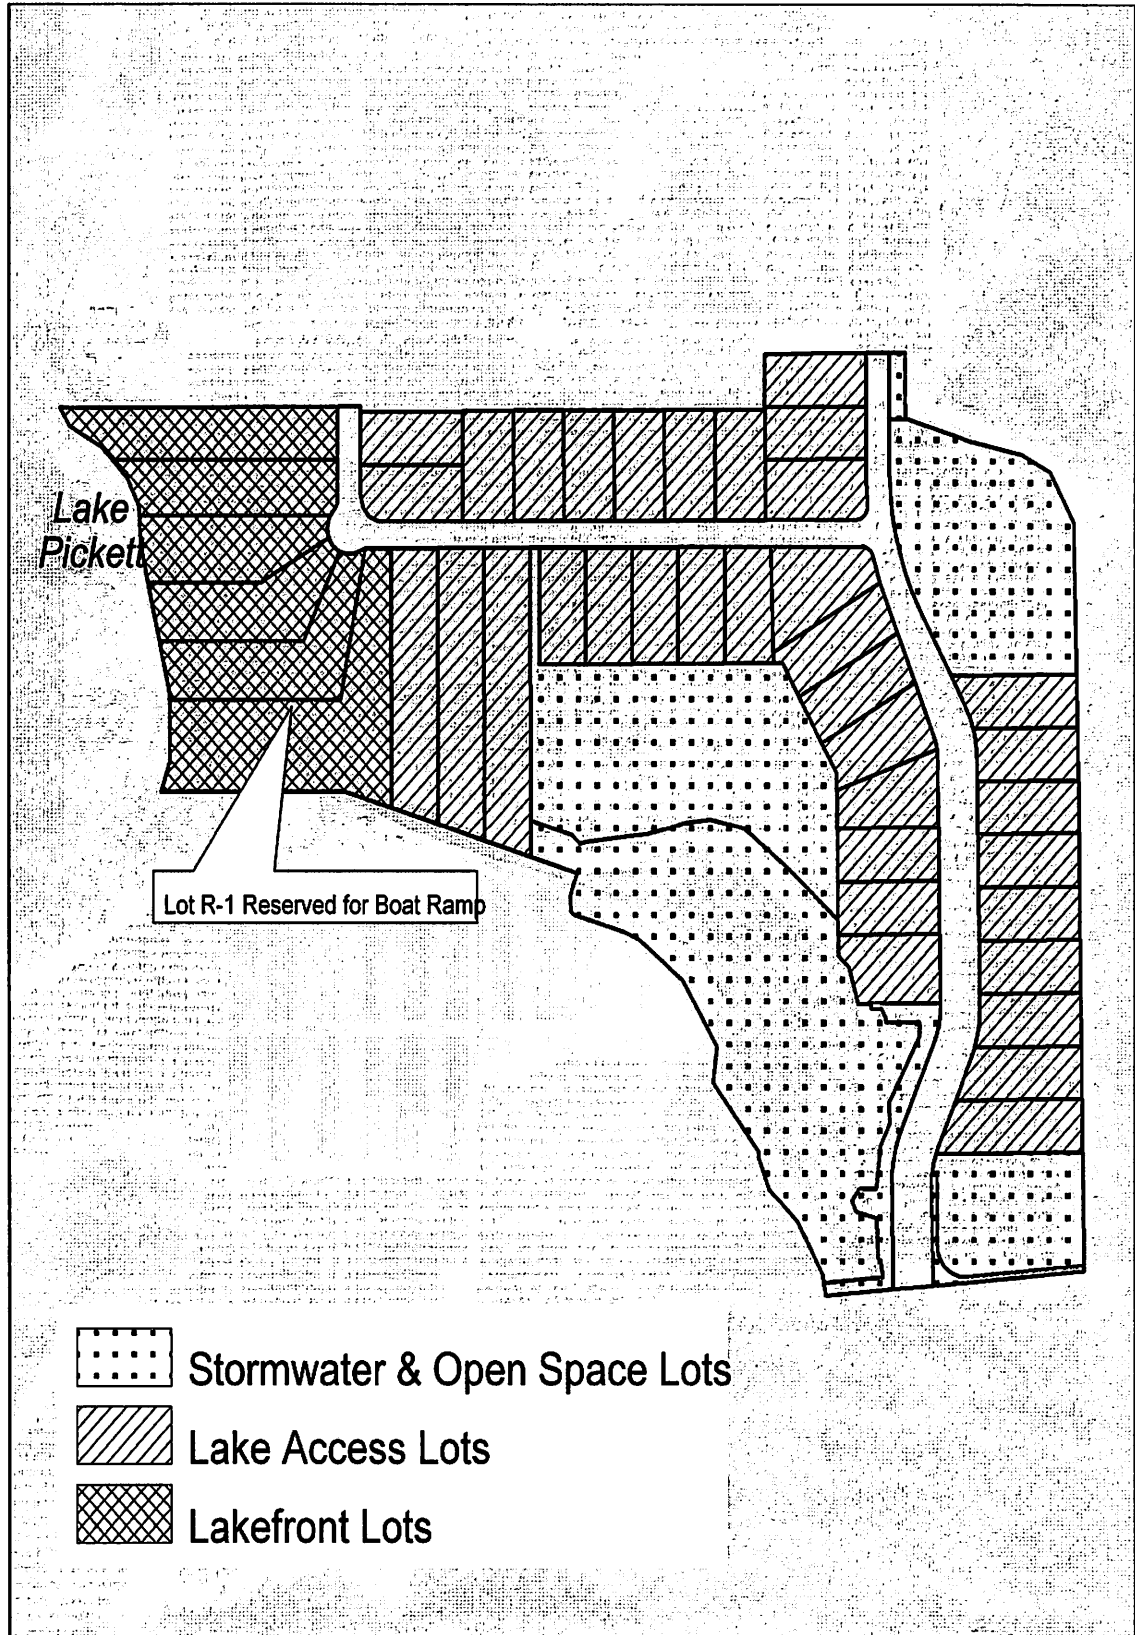 Lake
Pickett
Lot R-1 Reserved for Boat Ramp
Stormwater & Open Space Lots
Lake Access Lots
Lakefront Lots